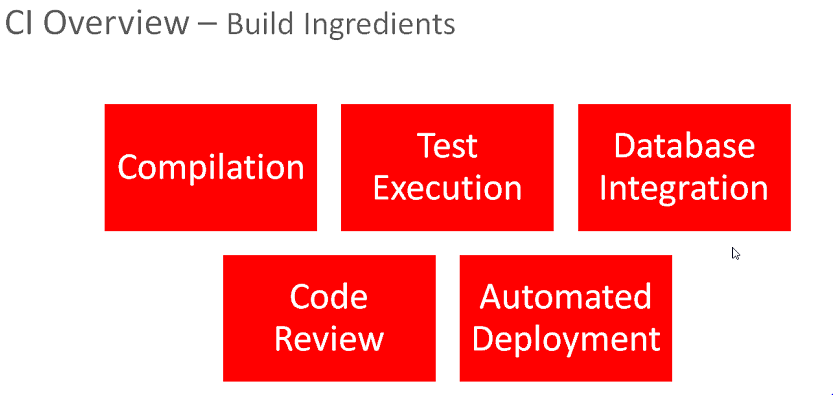 CI Overview – Build Ingredients
Compilation
Test
Execution
Database
Integration
Code
Review
Automated
Deployment